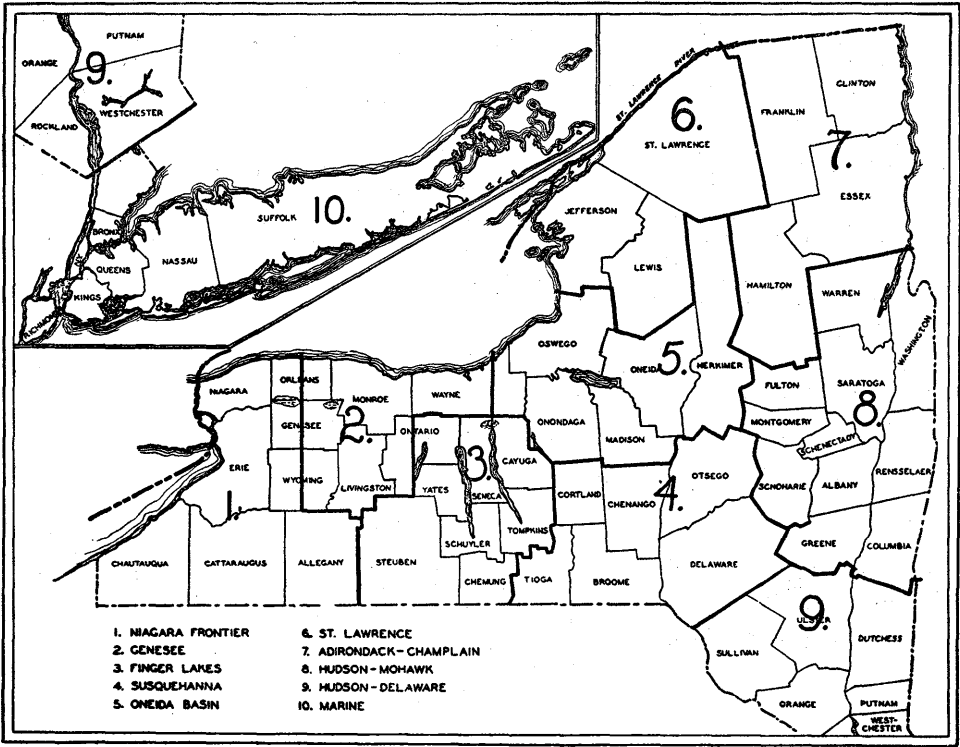 PUTNAM
ORANGE
9.
WESTCHESTER
ROCKLAND
BRONX
QUEENS
NASSAU
SUFFOLK
10.
KINGS
RICHMOND
ST. LAWRENCE RIVER
6.
ST. LAWRENCE
FRANKLIN
CLINTON
7.
ESSEX
JEFFERSON
LEWIS
HAMILTON
WARREN
WASHINGTON
OSWEGO
ONEIDA
5.
HERKIMER
FULTON
SARATOGA
8.
MONTGOMERY
SCHENECTADY
NIAGARA
ORLEANS
MONROE
WAYNE
GENESEE
2.
ONTARIO
ONONDAGA
MADISON
CAYUGA
ERIE
WYOMING
LIVINGSTON
YATES
3.
SENECA
CORTLAND
CHENANGO
4.
OTSEGO
SCHOHARIE
ALBANY
RENSSELAER
1
SCHUYLER
TOMPKINS
GREENE
COLUMBIA
CHAUTAUQUA
CATTARAUGUS
ALLEGANY
STEUBEN
CHEMUNG
TIOGA
BROOME
DELAWARE
9.
ULSTER
DUTCHESS
SULLIVAN
ORANGE
PUTNAM
WEST-
CHESTER
1. NIAGARA FRONTIER
2. GENESEE
3. FINGER LAKES
4. SUSQUEHANNA
5. ONEIDA BASIN
6. ST. LAWRENCE
7. ADIRONDACK-CHAMPLAIN
8. HUDSON-MOHAWK
9. HUDSON-DELAWARE
10. MARINE